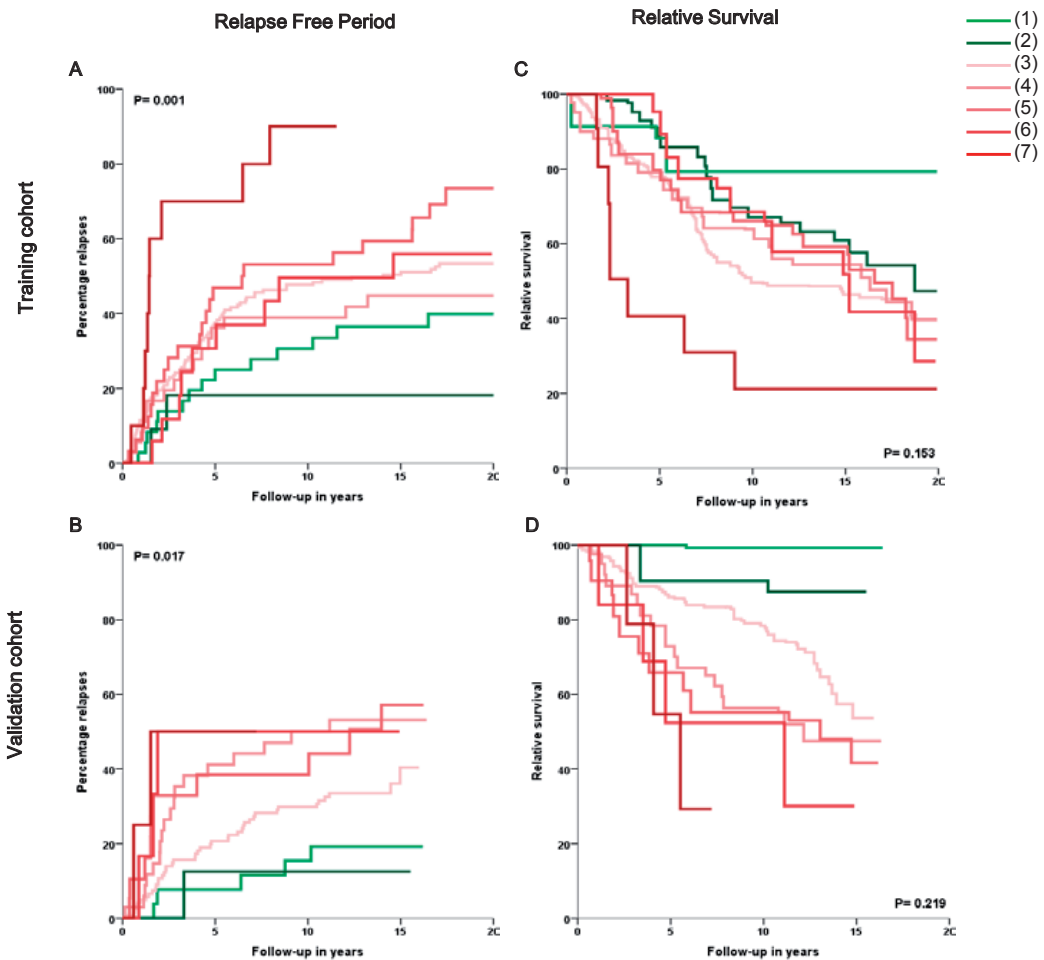 Relapse Free Period
Relative Survival
(1)
(2)
(3)
(4)
(5)
(6)
(7)
Training cohort
A
P= 0.001
Percentage relapses
100
80
60
40
20
0
0 5 10 15 2C
Follow-up in years
C
Relative survival
100
80
60
40
20
0
P= 0.153
0 5 10 15 2C
Follow-up in years
Validation cohort
B
P= 0.017
Percentage relapses
100
80
60
40
20
0
0 5 10 15 2C
Follow-up in years
D
Relative survival
100
80
60
40
20
0
P= 0.219
0 5 10 15 2C
Follow-up in years